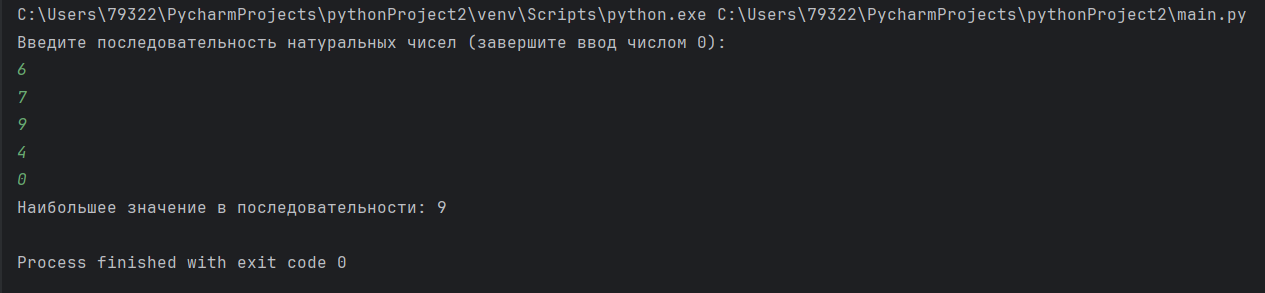 C:\Users\79322\PycharmProjects\pythonProject2\venv\Scripts\python.exe C:\Users\79322\PycharmProjects\pythonProject2\main.py
Введите последовательность натуральных чисел (завершите ввод числом 0):
6
7
9
4
0
Наибольшее значение в последовательности: 9
Process finished with exit code 0